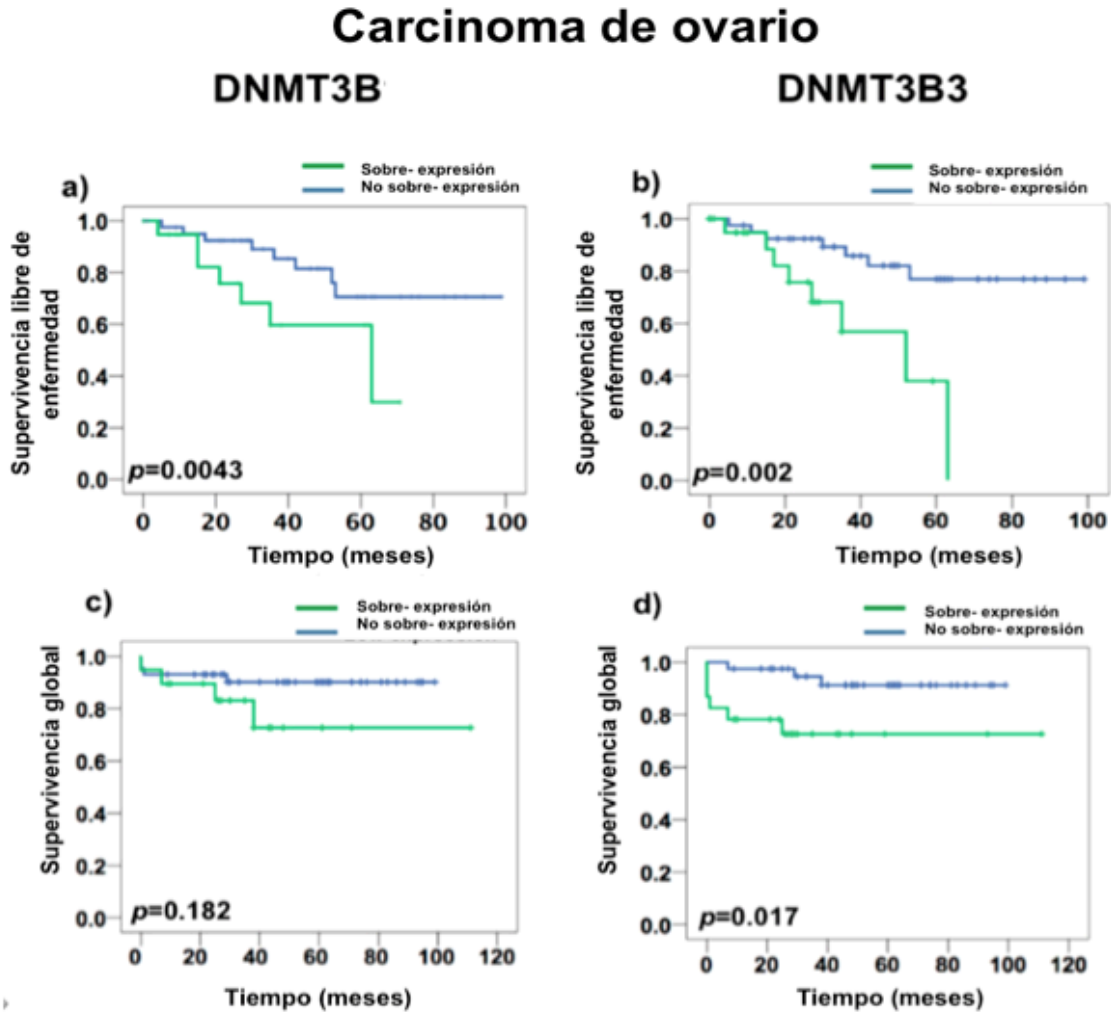 Carcinoma de ovario
DNMT3B
DNMT3B3
a)
Sobre- expresión
No sobre- expresión
Supervivencia libre de
enfermedad
1.0
0.8
0.6
0.4
0.2
0.0
p=0.0043
0 20 40 60 80 100
Tiempo (meses)
b)
Sobre- expresión
No sobre- expresión
Supervivencia libre de
enfermedad
1.0
0.8
0.6
0.4
0.2
0.0
p=0.002
0 20 40 60 80 100
Tiempo (meses)
c)
Sobre- expresión
No sobre- expresión
Supervivencia global
1.0
0.8
0.6
0.4
0.2
0.0
p=0.182
0 20 40 60 80 100 120
Tiempo (meses)
d)
Sobre- expresión
No sobre- expresión
Supervivencia global
1.0
0.8
0.6
0.4
0.2
0.0
p=0.017
0 20 40 60 80 100 120
Tiempo (meses)